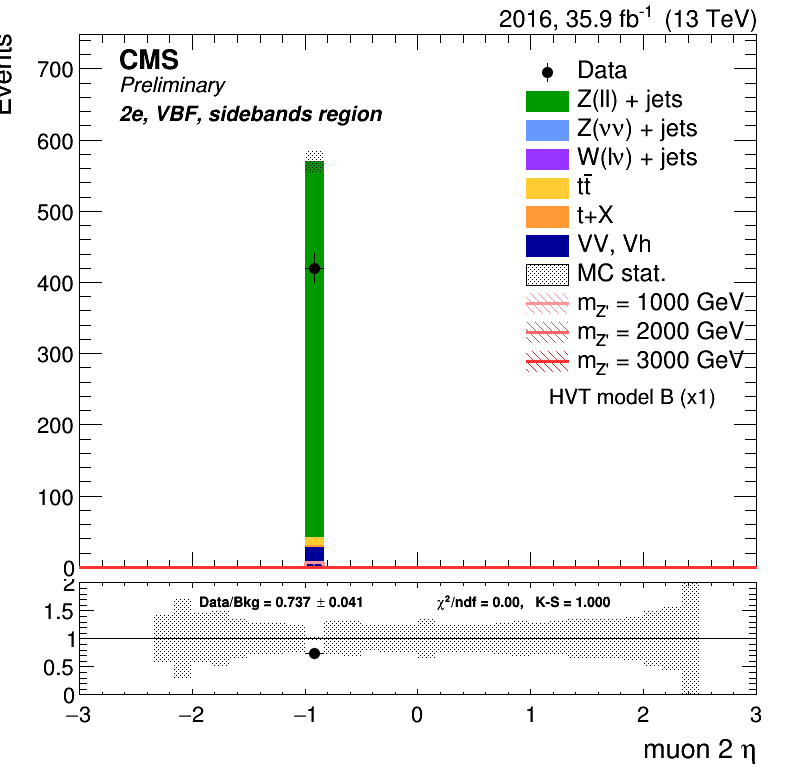 2016, 35.9 fb⁻¹ (13 TeV)
Events
CMS
Preliminary
2e, VBF, sidebands region
Data
Z(ll) + jets
Z(νν) + jets
W(lν) + jets
tt̄
t+X
VV, Vh
MC stat.
m_Z' = 1000 GeV
m_Z' = 2000 GeV
m_Z' = 3000 GeV
HVT model B (x1)
700
600
500
400
300
200
100
0
Data/Bkg = 0.737 ± 0.041
χ²/ndf = 0.00, K-S = 1.000
2
1.5
1
0.5
0
−3 −2 −1 0 1 2 3
muon 2 η